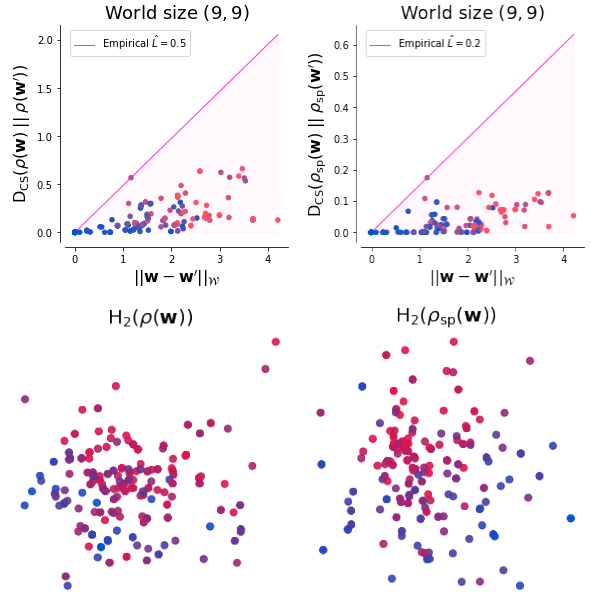 World size (9, 9)
Empirical L̂ = 0.5
D_CS(ρ(𝐰) || ρ(𝐰′))
0.0
0.5
1.0
1.5
2.0
0 1 2 3 4
||𝐰 − 𝐰′||_𝒲
World size (9, 9)
Empirical L̂ = 0.2
D_CS(ρ_sp(𝐰) || ρ_sp(𝐰′))
0.0
0.1
0.2
0.3
0.4
0.5
0.6
0 1 2 3 4
||𝐰 − 𝐰′||_𝒲
H₂(ρ(𝐰))
H₂(ρ_sp(𝐰))